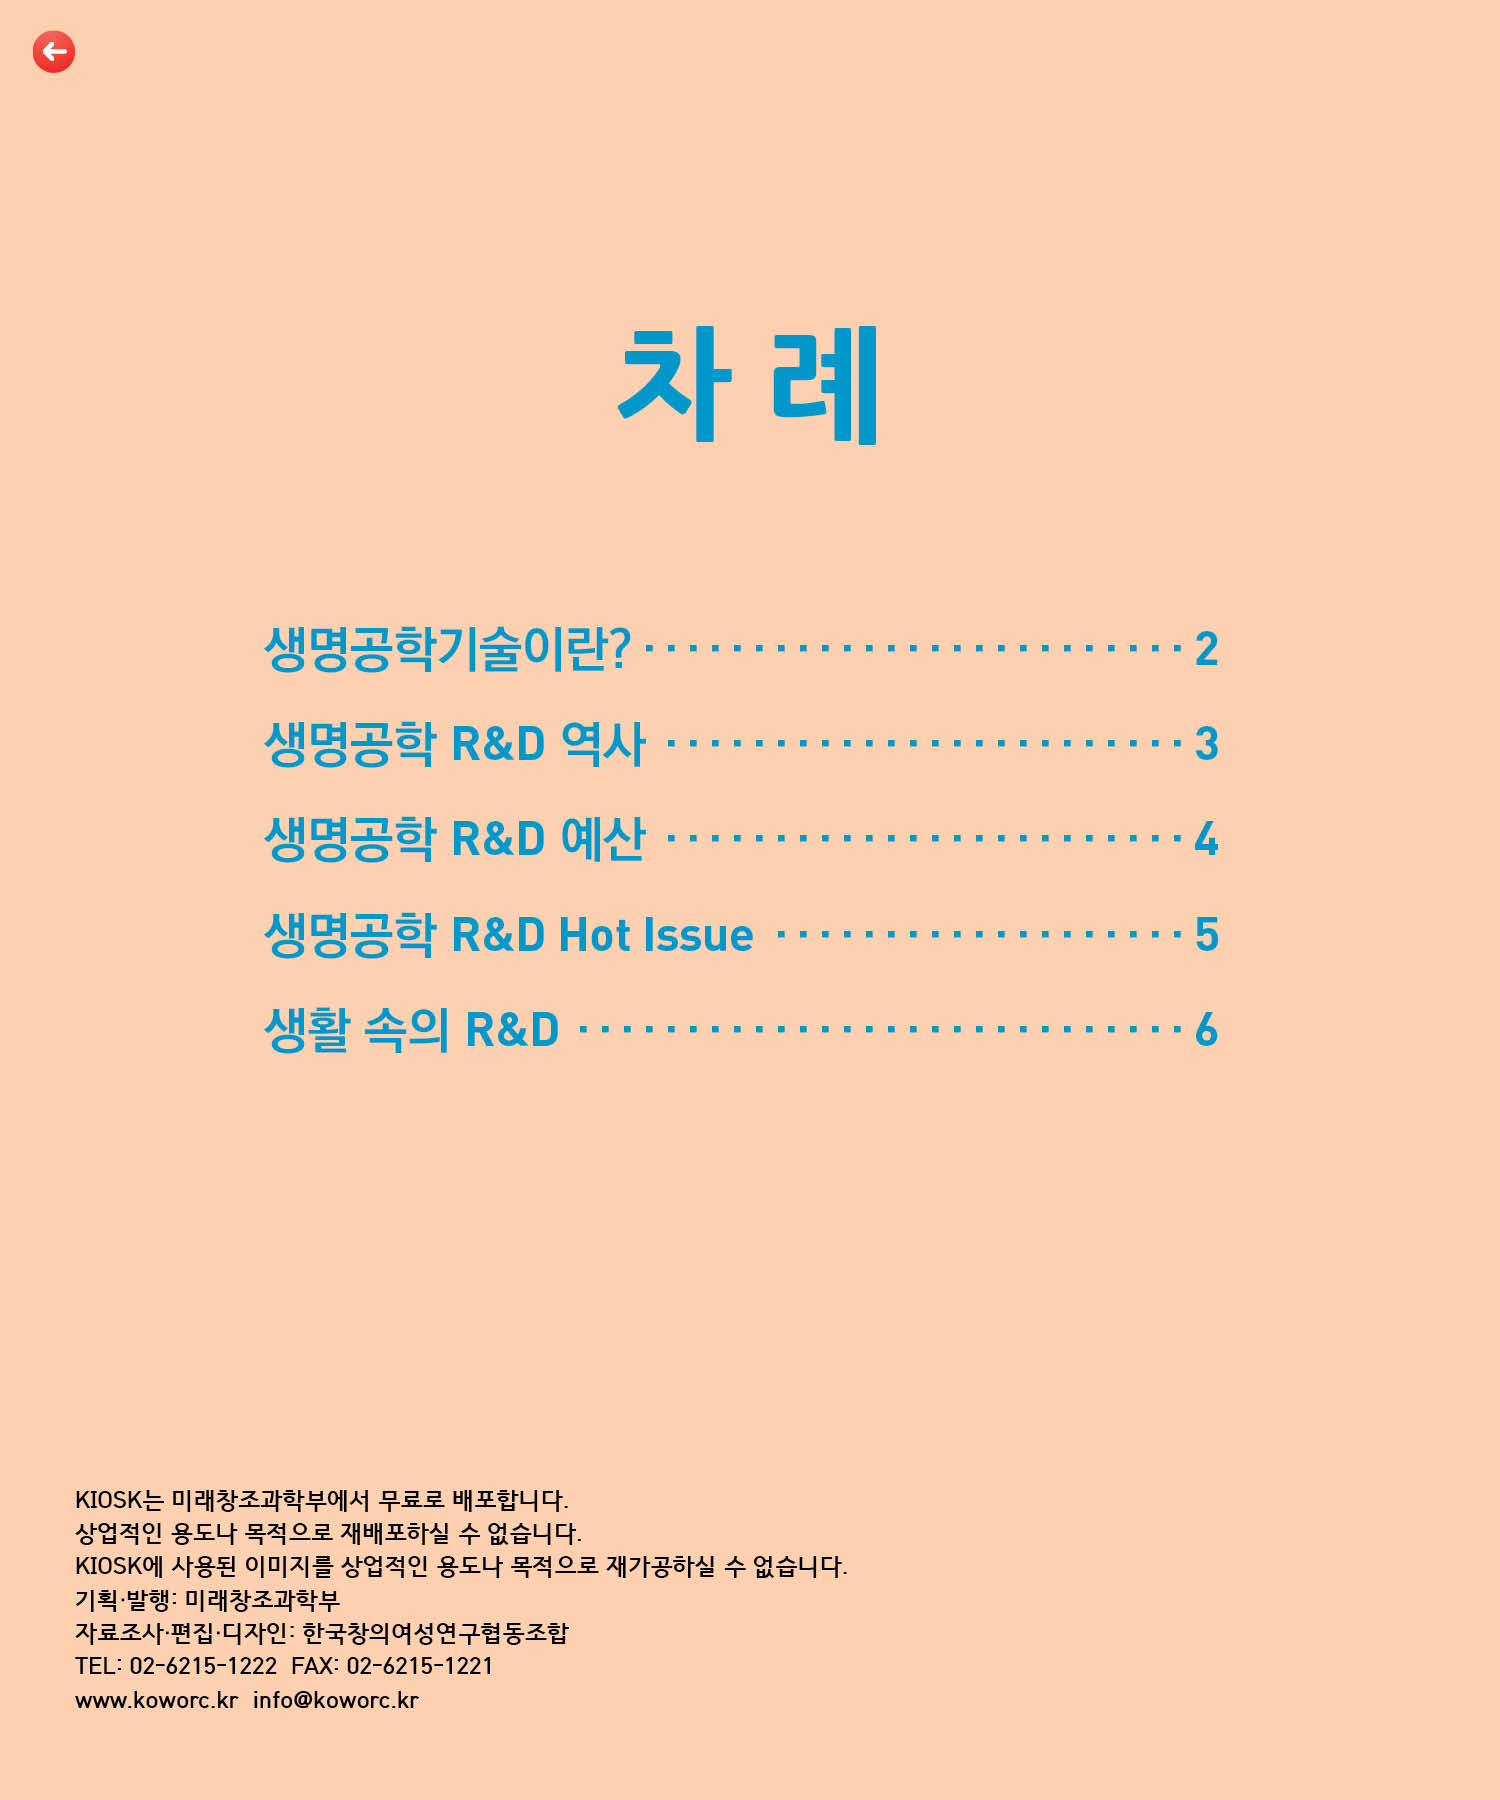 차 례
생명공학기술이란? ························· 2
생명공학 R&D 역사 ························ 3
생명공학 R&D 예산 ························ 4
생명공학 R&D Hot Issue ··················· 5
생활 속의 R&D ···························· 6
KIOSK는 미래창조과학부에서 무료로 배포합니다.
상업적인 용도나 목적으로 재배포하실 수 없습니다.
KIOSK에 사용된 이미지를 상업적인 용도나 목적으로 재가공하실 수 없습니다.
기획·발행: 미래창조과학부
자료조사·편집·디자인: 한국창의여성연구협동조합
TEL: 02-6215-1222 FAX: 02-6215-1221
www.koworc.kr info@koworc.kr